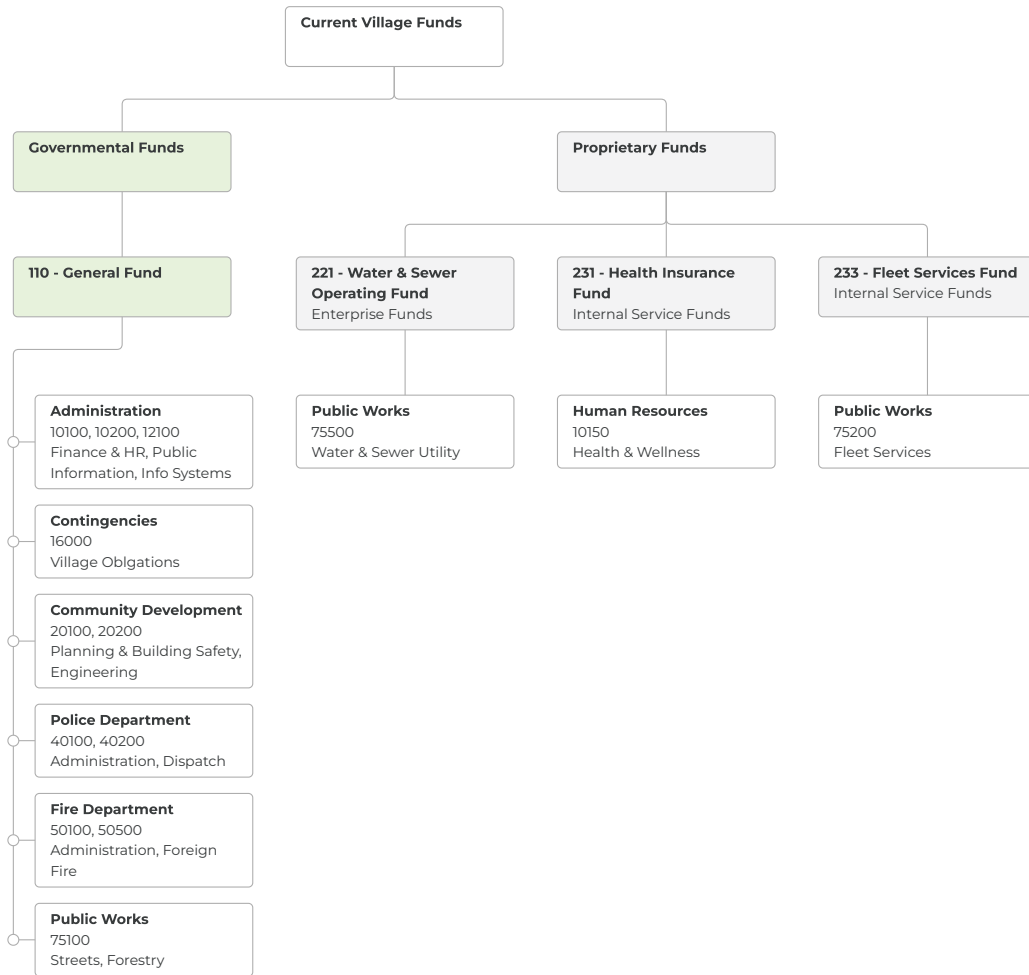 Current Village Funds
Governmental Funds
Proprietary Funds
110 - General Fund
221 - Water & Sewer
Operating Fund
Enterprise Funds
231 - Health Insurance
Fund
Internal Service Funds
233 - Fleet Services Fund
Internal Service Funds
Administration
10100, 10200, 12100
Finance & HR, Public
Information, Info Systems
Public Works
75500
Water & Sewer Utility
Human Resources
10150
Health & Wellness
Public Works
75200
Fleet Services
Contingencies
16000
Village Oblgations
Community Development
20100, 20200
Planning & Building Safety,
Engineering
Police Department
40100, 40200
Administration, Dispatch
Fire Department
50100, 50500
Administration, Foreign
Fire
Public Works
75100
Streets, Forestry